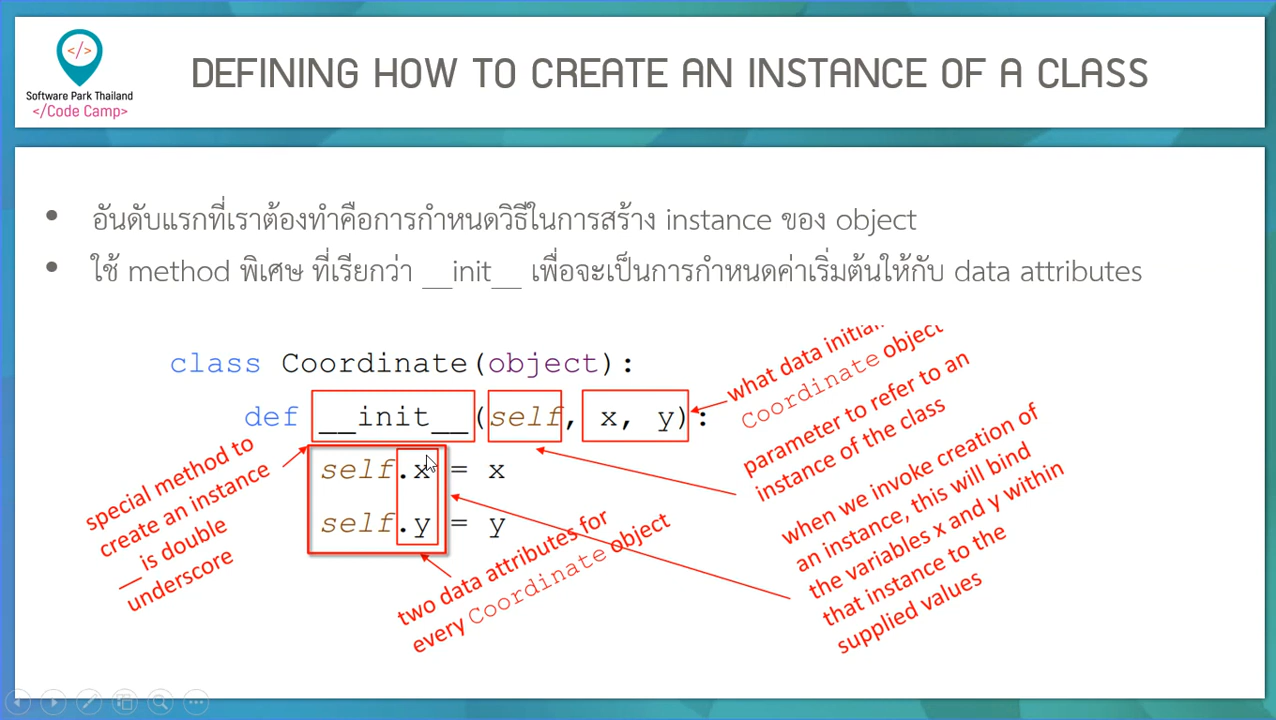 </>
Software Park Thailand
</Code Camp>
DEFINING HOW TO CREATE AN INSTANCE OF A CLASS
• อันดับแรกที่เราต้องทำคือการกำหนดวิธีในการสร้าง instance ของ object
• ใช้ method พิเศษ ที่เรียกว่า __init__ เพื่อจะเป็นการกำหนดค่าเริ่มต้นให้กับ data attributes
class Coordinate(object):
def __init__(self, x, y):
self.x = x
self.y = y
special method to
create an instance
__ is double
underscore
two data attributes for
every Coordinate object
what data
Coordinate object
parameter to refer to an
instance of the class
when we invoke creation of
an instance, this will bind
the variables x and y within
that instance to the
supplied values